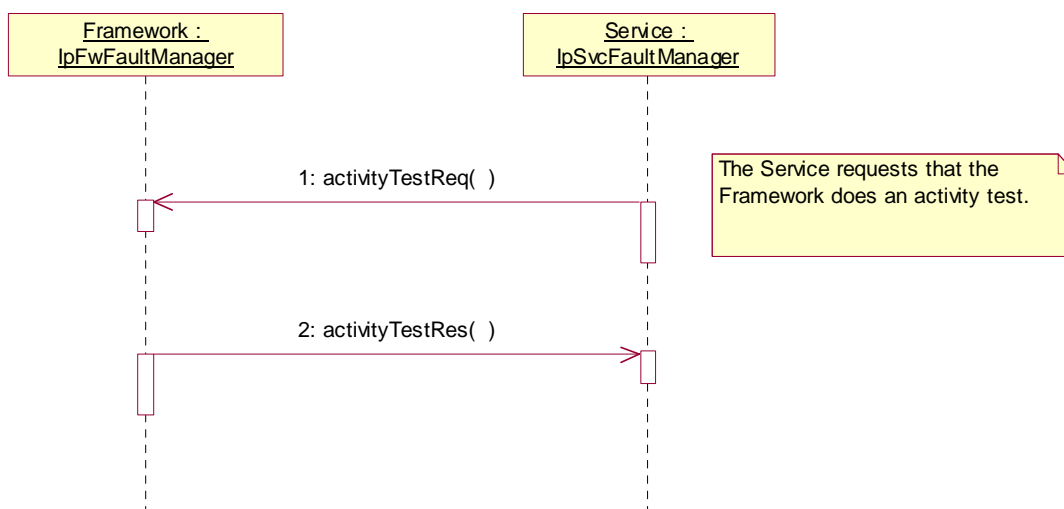 Framework :
IpFwFaultManager
Service :
IpSvcFaultManager
1: activityTestReq( )
The Service requests that the
Framework does an activity test.
2: activityTestRes( )